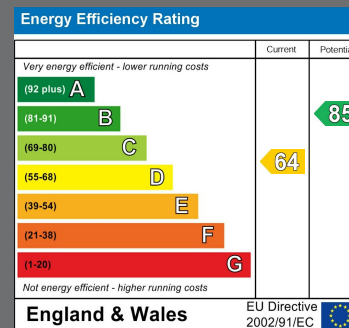 Energy Efficiency Rating
Current Potentia
Very energy efficient - lower running costs
(92 plus) A
(81-91) B
85
(69-80) C
64
(55-68) D
(39-54) E
(21-38) F
(1-20) G
Not energy efficient - higher running costs
England & Wales
EU Directive
2002/91/EC